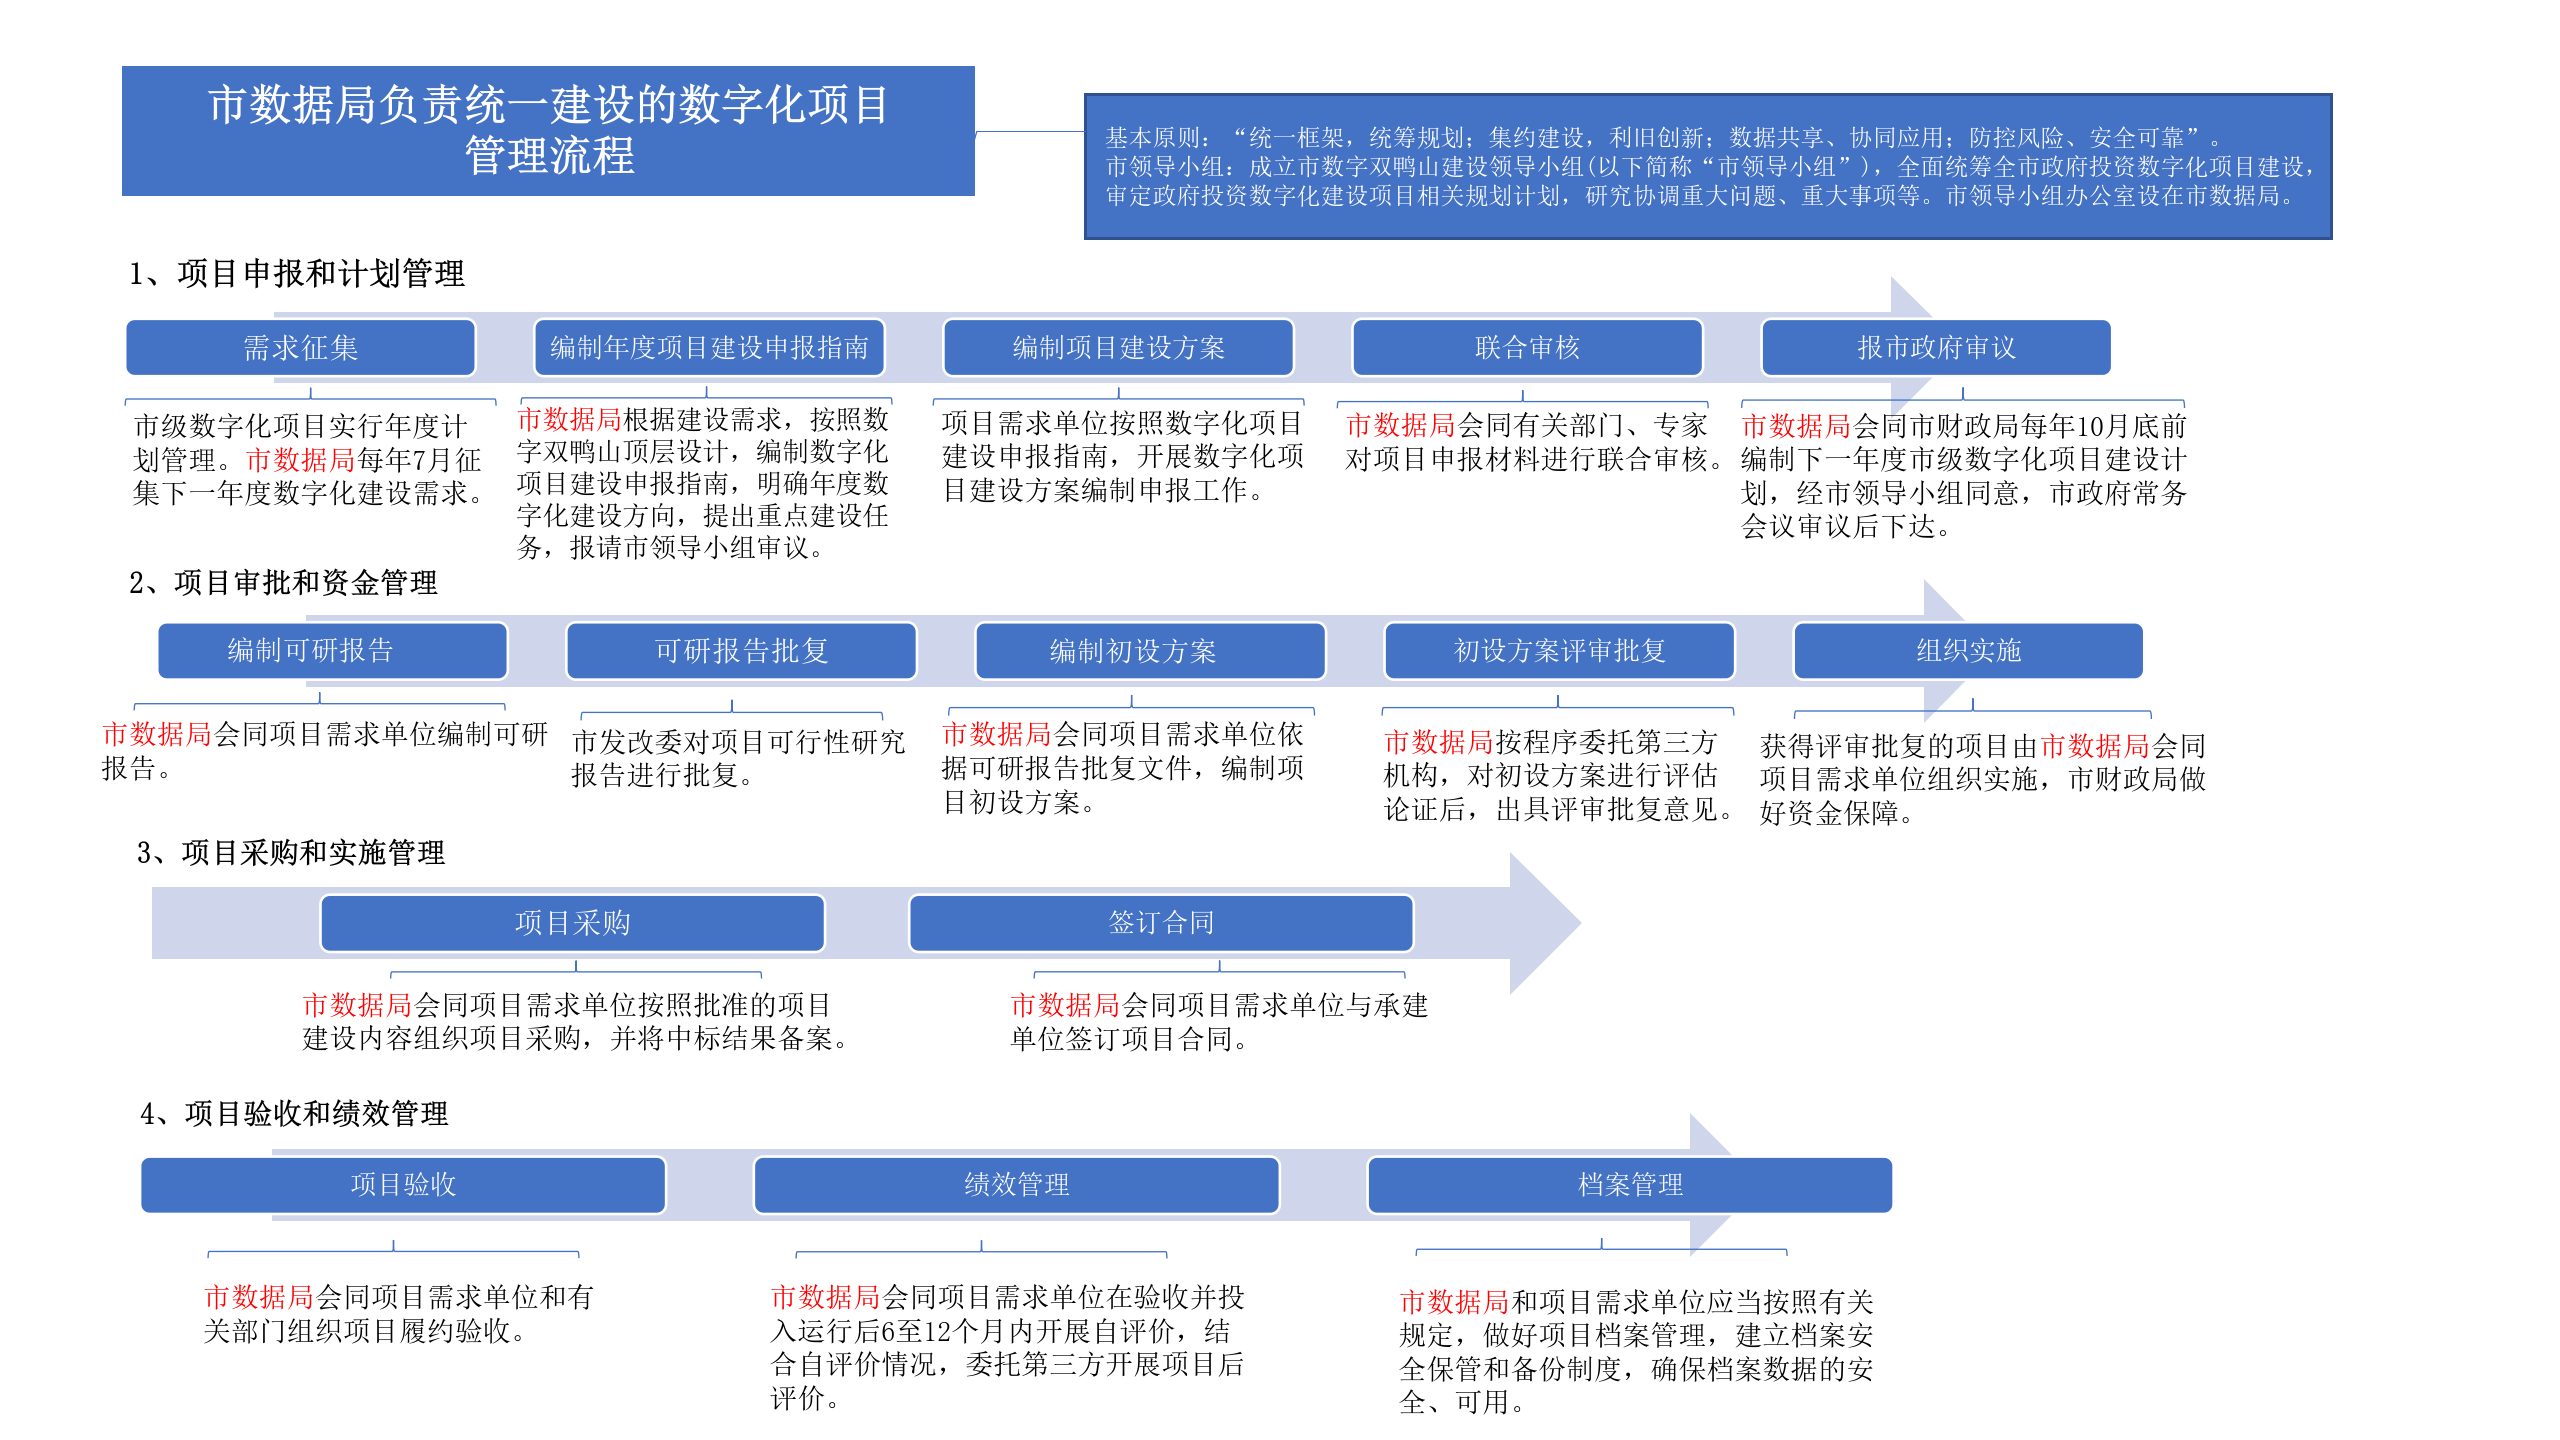 市数据局负责统一建设的数字化项目
管理流程
基本原则：“统一框架，统筹规划；集约建设，利旧创新；数据共享、协同应用；防控风险、安全可靠”。
市领导小组：成立市数字双鸭山建设领导小组(以下简称“市领导小组”)，全面统筹全市政府投资数字化项目建设，
审定政府投资数字化建设项目相关规划计划，研究协调重大问题、重大事项等。市领导小组办公室设在市数据局。
1、项目申报和计划管理
需求征集
编制年度项目建设申报指南
编制项目建设方案
联合审核
报市政府审议
市级数字化项目实行年度计
划管理。市数据局每年7月征
集下一年度数字化建设需求。
市数据局根据建设需求，按照数
字双鸭山顶层设计，编制数字化
项目建设申报指南，明确年度数
字化建设方向，提出重点建设任
务，报请市领导小组审议。
项目需求单位按照数字化项目
建设申报指南，开展数字化项
目建设方案编制申报工作。
市数据局会同有关部门、专家
对项目申报材料进行联合审核。
市数据局会同市财政局每年10月底前
编制下一年度市级数字化项目建设计
划，经市领导小组同意，市政府常务
会议审议后下达。
2、项目审批和资金管理
编制可研报告
可研报告批复
编制初设方案
初设方案评审批复
组织实施
市数据局会同项目需求单位编制可研
报告。
市发改委对项目可行性研究
报告进行批复。
市数据局会同项目需求单位依
据可研报告批复文件，编制项
目初设方案。
市数据局按程序委托第三方
机构，对初设方案进行评估
论证后，出具评审批复意见。
获得评审批复的项目由市数据局会同
项目需求单位组织实施，市财政局做
好资金保障。
3、项目采购和实施管理
项目采购
签订合同
市数据局会同项目需求单位按照批准的项目
建设内容组织项目采购，并将中标结果备案。
市数据局会同项目需求单位与承建
单位签订项目合同。
4、项目验收和绩效管理
项目验收
绩效管理
档案管理
市数据局会同项目需求单位和有
关部门组织项目履约验收。
市数据局会同项目需求单位在验收并投
入运行后6至12个月内开展自评价，结
合自评价情况，委托第三方开展项目后
评价。
市数据局和项目需求单位应当按照有关
规定，做好项目档案管理，建立档案安
全保管和备份制度，确保档案数据的安
全、可用。